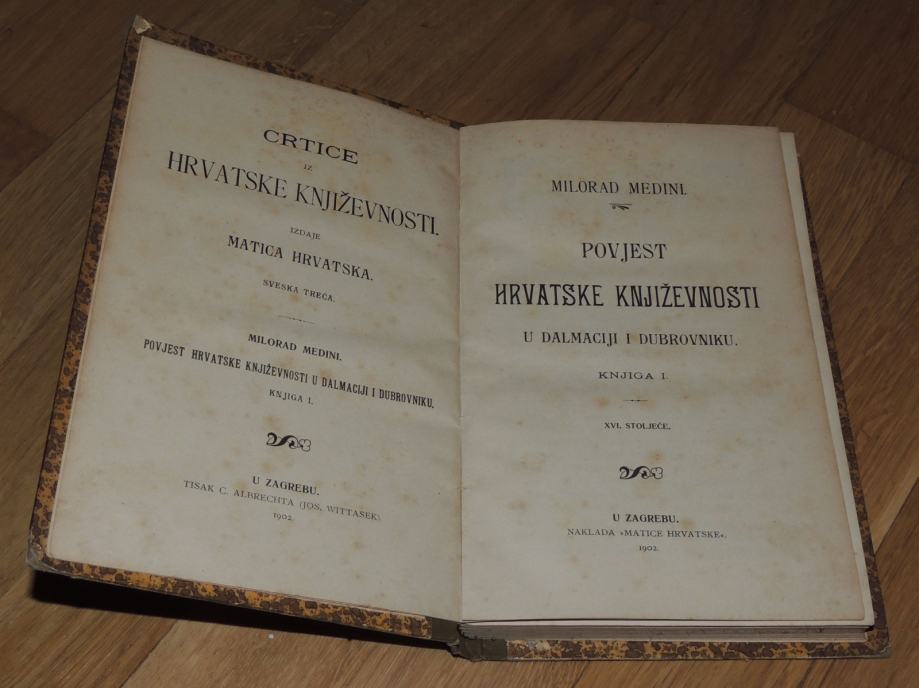 CRTICE
IZ
HRVATSKE KNJIŽEVNOSTI.
IZDAJE
MATICA HRVATSKA.
SVESKA TREĆA.
MILORAD MEDINI.
POVJEST HRVATSKE KNJIŽEVNOSTI U DALMACIJI I DUBROVNIKU.
KNJIGA I.
U ZAGREBU.
TISAK C. ALBRECHTA (JOS. WITTASEK).
1902.
MILORAD MEDINI.
POVJEST
HRVATSKE KNJIŽEVNOSTI
U DALMACIJI I DUBROVNIKU.
KNJIGA I.
XVI. STOLJEĆE.
U ZAGREBU.
NAKLADA »MATICE HRVATSKE«.
1902.